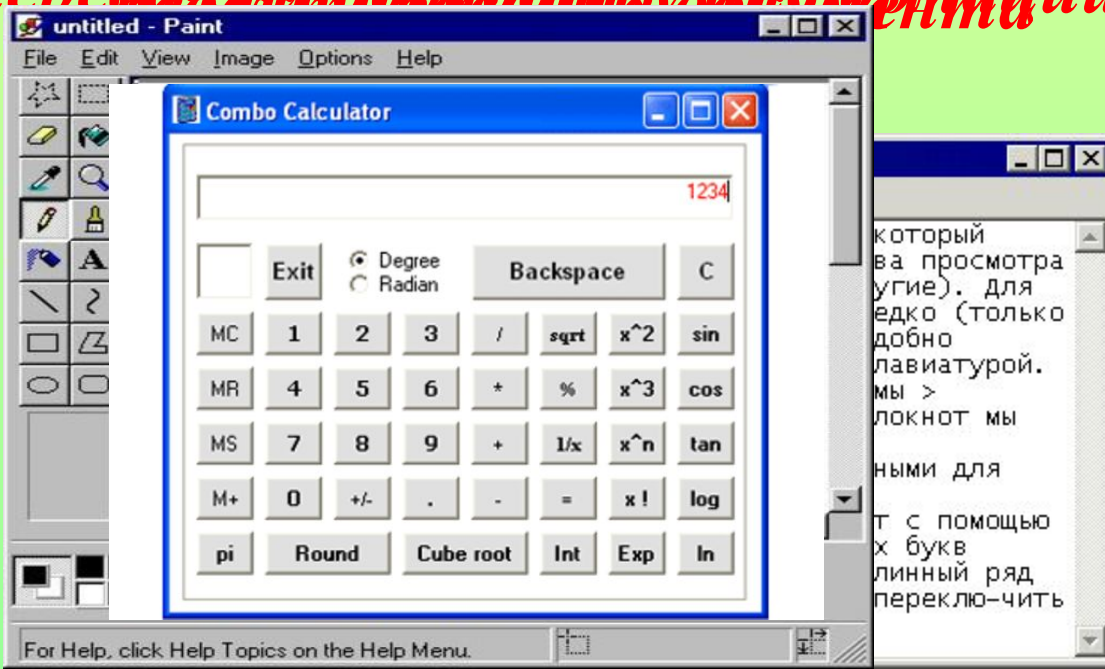 untitled - Paint
File Edit View Image Options Help
Combo Calculator
1234
Exit Degree Backspace C
Radian
MC 1 2 3 / sqrt x^2 sin
MR 4 5 6 * % x^3 cos
MS 7 8 9 + 1/x x^n tan
M+ 0 +/- . - = x ! log
pi Round Cube root Int Exp ln
For Help, click Help Topics on the Help Menu.
который
ва просмотра
угие). Для
едко (только
добно
лавиатурой.
мы >
локнот мы
ными для
т с помощью
х букв
линный ряд
переклю-чить